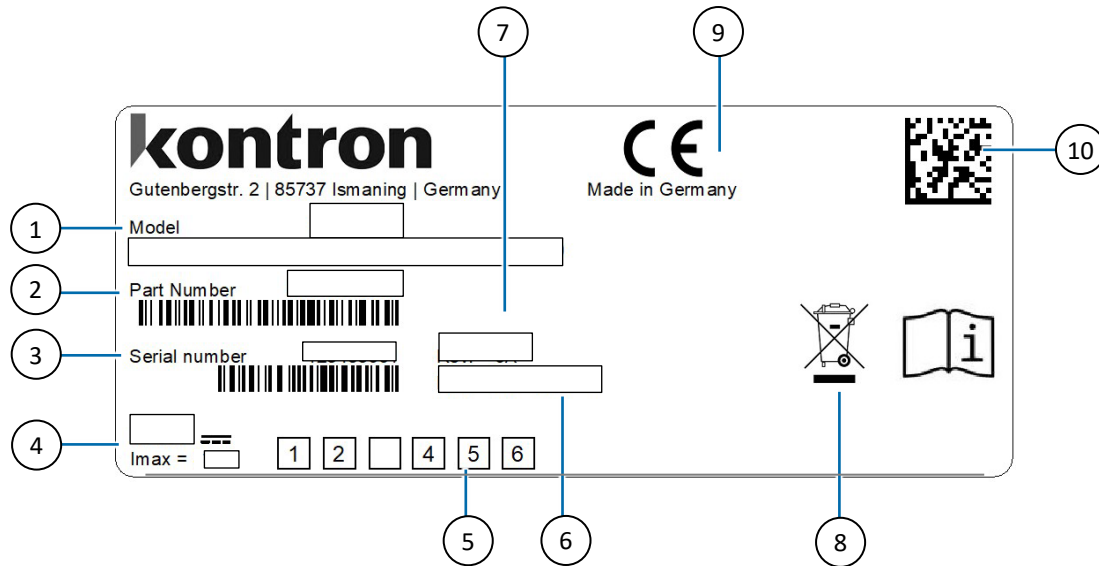 7
9
kontron
CE
10
Gutenbergstr. 2 | 85737 Ismaning | Germany
Made in Germany
1
Model
2
Part Number
3
Serial number
i
4
Imax =
1 2 4 5 6
5
6
8